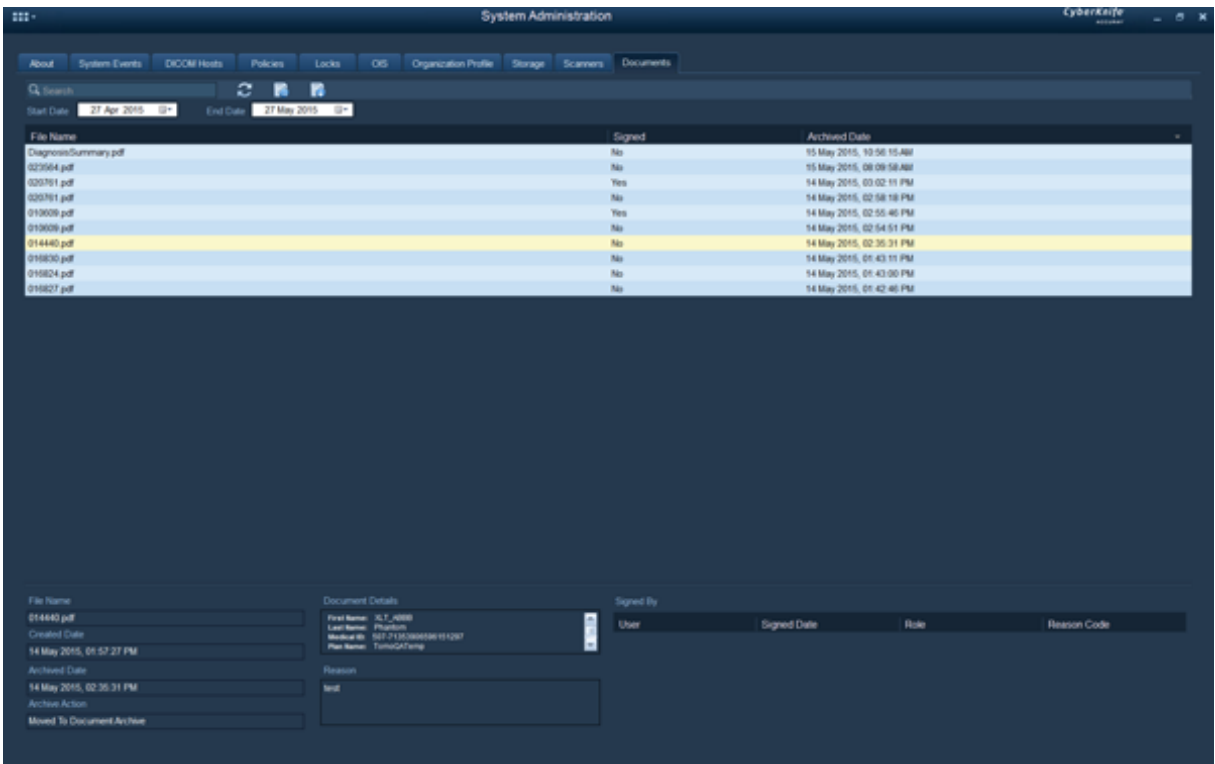 System Administration
CyberKnife
ACCURAY
About System Events DICOM Hosts Policies Locks OIS Organization Profile Storage Scanners Documents
Search
Start Date 27 Apr 2015 End Date 27 May 2015
File Name Signed Archived Date
DiagnosisSummary.pdf No 15 May 2015, 10:56:15 AM
023564.pdf No 15 May 2015, 08:09:58 AM
020761.pdf Yes 14 May 2015, 03:02:11 PM
020761.pdf No 14 May 2015, 02:58:18 PM
010609.pdf Yes 14 May 2015, 02:55:46 PM
010609.pdf No 14 May 2015, 02:54:51 PM
014440.pdf No 14 May 2015, 02:35:31 PM
016830.pdf No 14 May 2015, 01:43:11 PM
016824.pdf No 14 May 2015, 01:43:00 PM
016827.pdf No 14 May 2015, 01:42:46 PM
File Name
014440.pdf
Created Date
14 May 2015, 01:57:27 PM
Archived Date
14 May 2015, 02:35:31 PM
Archive Action
Moved To Document Archive
Document Details
First Name:
Last Name: Phantom
Medical ID:
Plan Name: TomoQATemp
Reason
test
Signed By
User Signed Date Role Reason Code